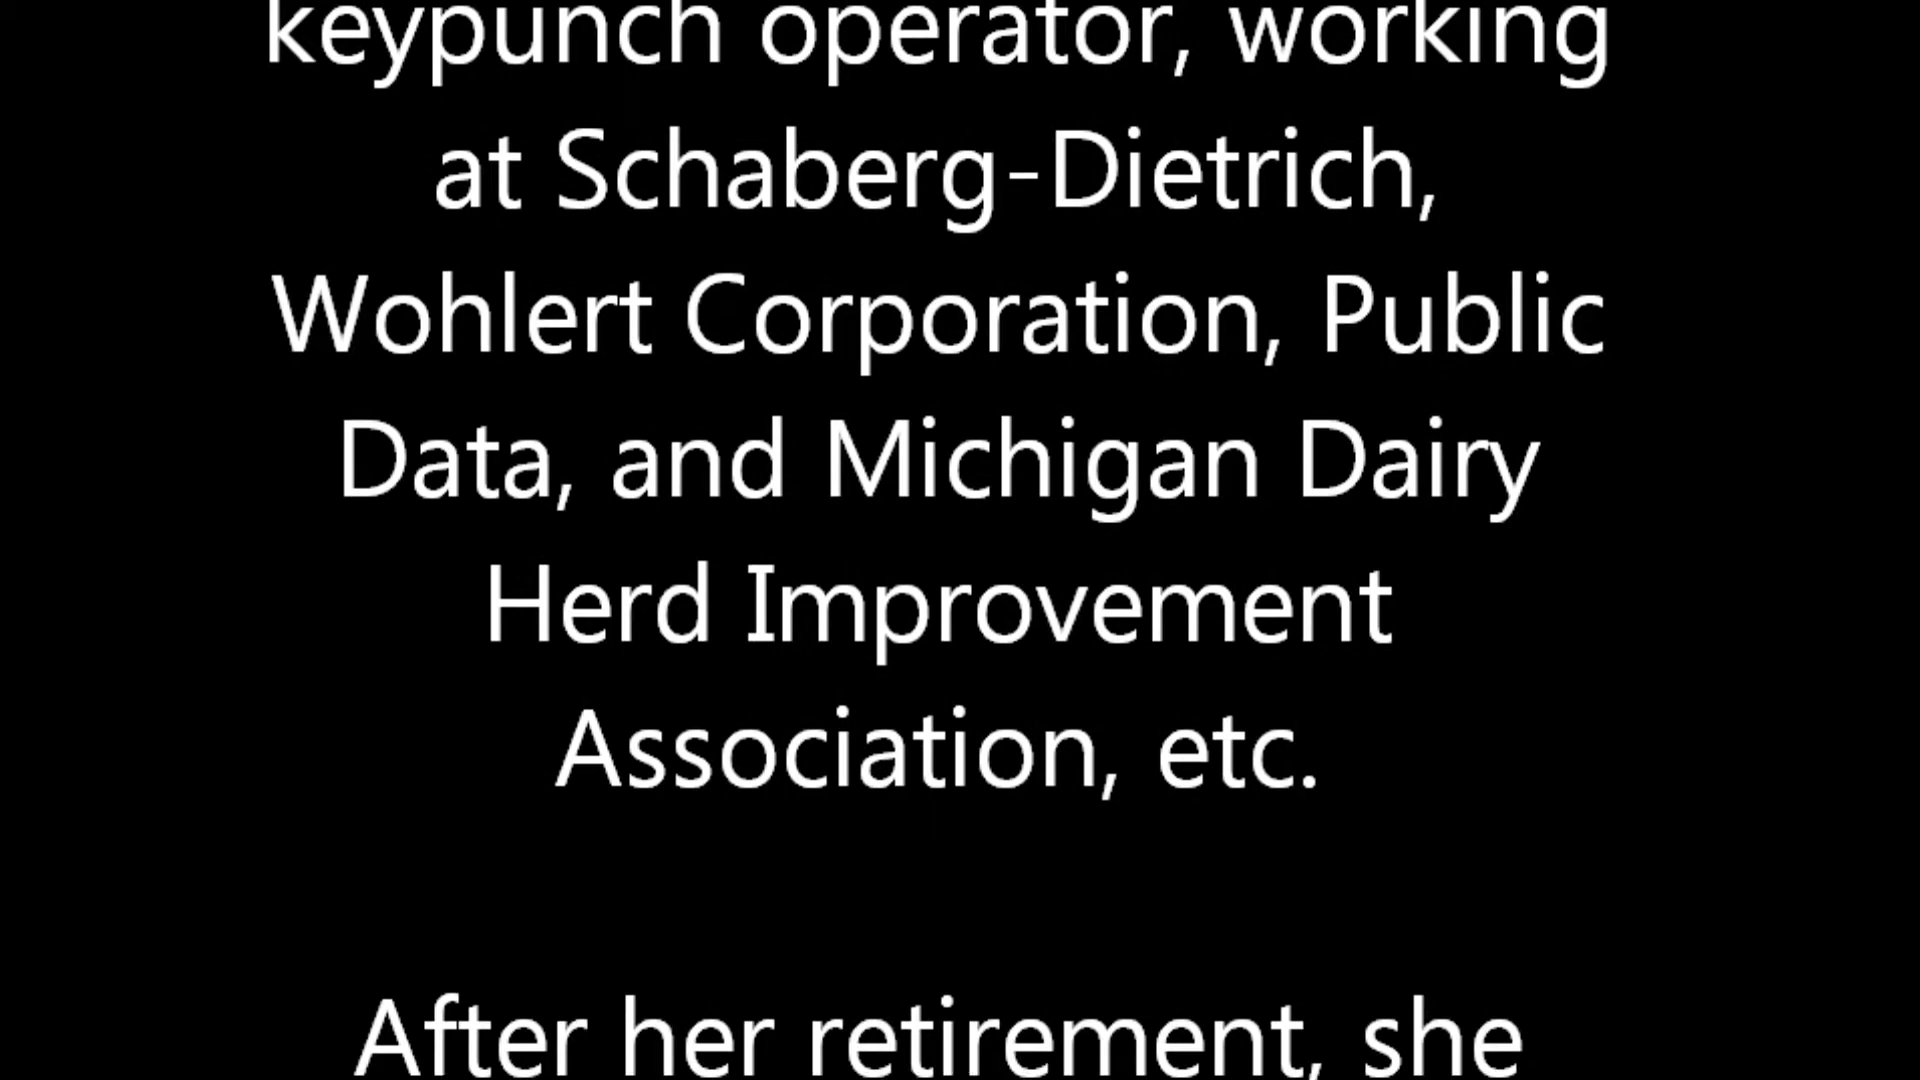 keypunch operator, working
at Schaberg-Dietrich,
Wohlert Corporation, Public
Data, and Michigan Dairy
Herd Improvement
Association, etc.
After her retirement, she